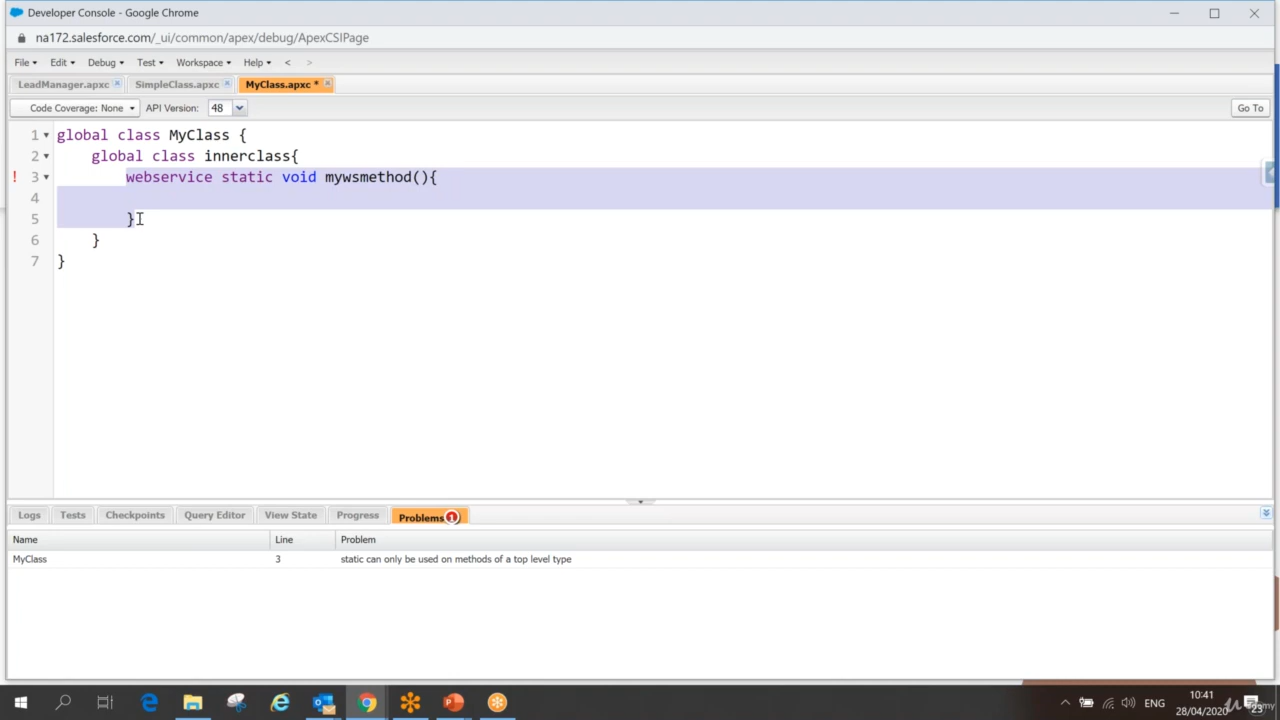 Developer Console - Google Chrome
na172.salesforce.com/_ui/common/apex/debug/ApexCSIPage
File Edit Debug Test Workspace Help < >
LeadManager.apxc SimpleClass.apxc MyClass.apxc *
Code Coverage: None API Version: 48 Go To
1 global class MyClass {
2 global class innerclass{
! 3 webservice static void mywsmethod(){
4
5 }
6 }
7 }
Logs Tests Checkpoints Query Editor View State Progress Problems 1
Name Line Problem
MyClass 3 static can only be used on methods of a top level type
ENG 10:41
28/04/2020 23